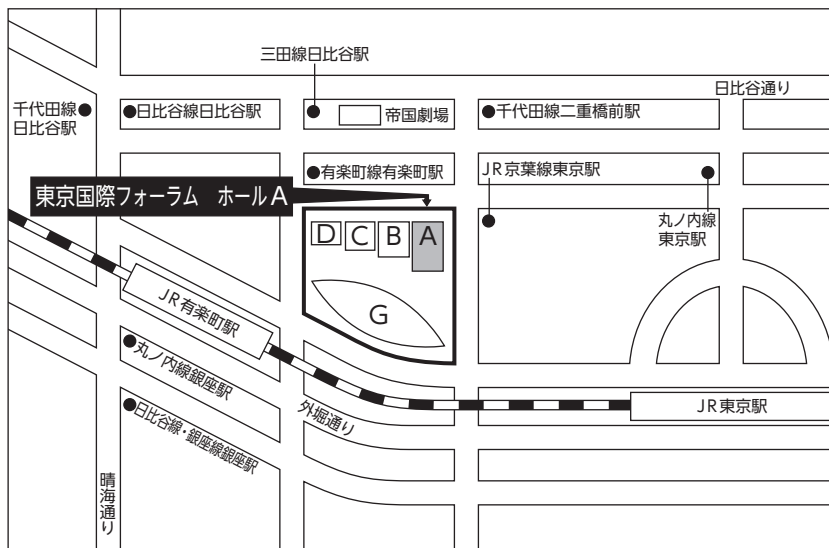 三田線日比谷駅
日比谷通り
千代田線
日比谷駅
日比谷線日比谷駅
帝国劇場
千代田線二重橋前駅
有楽町線有楽町駅
JR京葉線東京駅
東京国際フォーラム ホールA
丸ノ内線
東京駅
D
C
B
A
G
JR有楽町駅
丸ノ内線銀座駅
日比谷線・銀座線銀座駅
外堀通り
JR東京駅
晴海通り